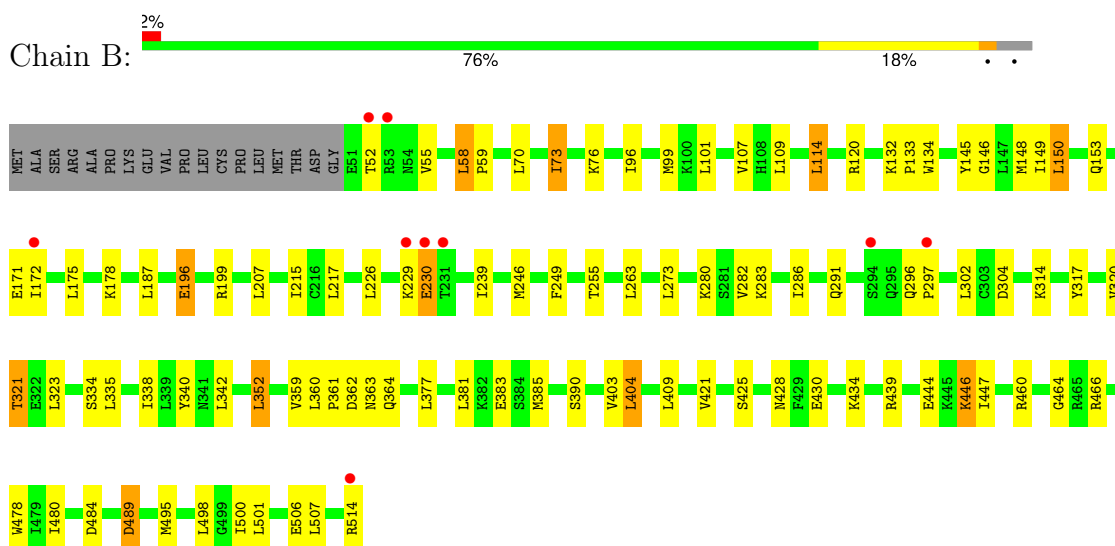 2%
Chain B:
76% 18% • •
MET ALA SER ARG ALA PRO LYS GLU VAL PRO LEU CYS PRO LEU MET THR ASP GLY E51 T52 R53 N54 V55 L58 P59 L70 I73 K76 I96 M99 K100 L101 V107 H108 L109 L114 R120 K132 P133 W134 Y145 G146 L147 M148 I149 L150 Q153
E171 I172 L175 K178 L187 E196 R199 L207 I215 C216 L217 L226 K229 E230 T231 I239 M246 F249 T255 L263 L273 K280 S281 V282 K283 I286 Q291 S294 Q295 Q296 P297 L302 C303 D304 K314 Y317
T321 E322 L323 S334 L335 I338 L339 Y340 N341 L342 L352 V359 L360 P361 D362 N363 Q364 L377 L381 K382 E383 S384 M385 S390 V403 L404 L409 V421 S425 N428 F429 E430 K434 R439 E444 K445 K446 I447 R460 G464 R465 R466
W478 I479 I480 D484 D489 M495 L498 G499 I500 L501 E506 L507 R514